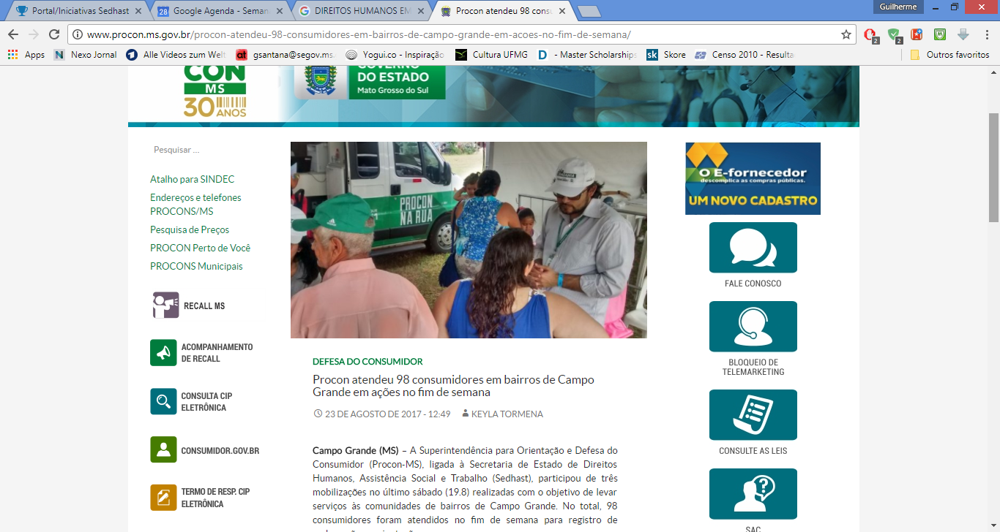 Portal/Iniciativas Sedhast
Google Agenda - Seman
DIREITOS HUMANOS EM
Procon atendeu 98 consu
Guilherme
www.procon.ms.gov.br/procon-atendeu-98-consumidores-em-bairros-de-campo-grande-em-acoes-no-fim-de-semana/
2
2
Apps
Nexo Jornal
Alle Videos zum Welt
at
gsantana@segov.ms.
Yogui.co - Inspiração
Cultura UFMG
D
- Master Scholarships
sk
Skore
Censo 2010 - Resulta
Outros favoritos
CON
MS
30 ANOS
GOVERNO
DO ESTADO
Mato Grosso do Sul
Pesquisar ...
Atalho para SINDEC
Endereços e telefones
PROCONS/MS
Pesquisa de Preços
PROCON Perto de Você
PROCONS Municipais
RECALL MS
ACOMPANHAMENTO
DE RECALL
CONSULTA CIP
ELETRÔNICA
CONSUMIDOR.GOV.BR
TERMO DE RESP. CIP
ELETRÔNICA
PROCON
NA RUA
DEFESA DO CONSUMIDOR
Procon atendeu 98 consumidores em bairros de Campo
Grande em ações no fim de semana
23 DE AGOSTO DE 2017 - 12:49
KEYLA TORMENA
Campo Grande (MS) – A Superintendência para Orientação e Defesa do
Consumidor (Procon-MS), ligada à Secretaria de Estado de Direitos
Humanos, Assistência Social e Trabalho (Sedhast), participou de três
mobilizações no último sábado (19.8) realizadas com o objetivo de levar
serviços às comunidades de bairros de Campo Grande. No total, 98
consumidores foram atendidos no fim de semana para registro de
O E-fornecedor
descomplica as compras públicas.
UM NOVO CADASTRO
FALE CONOSCO
BLOQUEIO DE
TELEMARKETING
CONSULTE AS LEIS
SAC